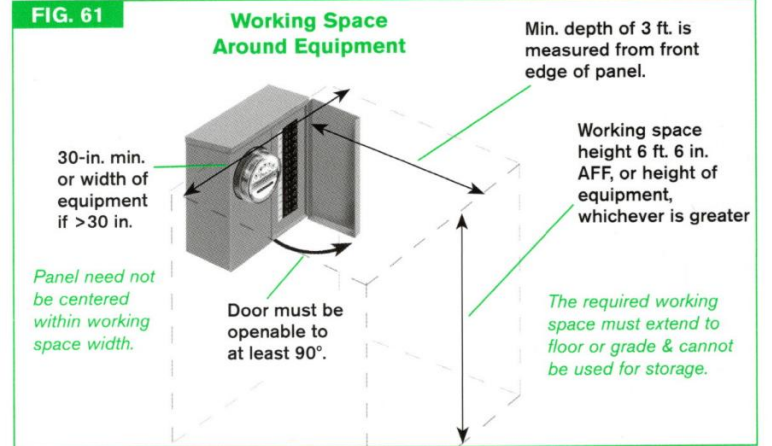 FIG. 61
Working Space
Around Equipment
Min. depth of 3 ft. is
measured from front
edge of panel.
30-in. min.
or width of
equipment
if >30 in.
Working space
height 6 ft. 6 in.
AFF, or height of
equipment,
whichever is greater
Panel need not
be centered
within working
space width.
Door must be
openable to
at least 90°.
The required working
space must extend to
floor or grade & cannot
be used for storage.